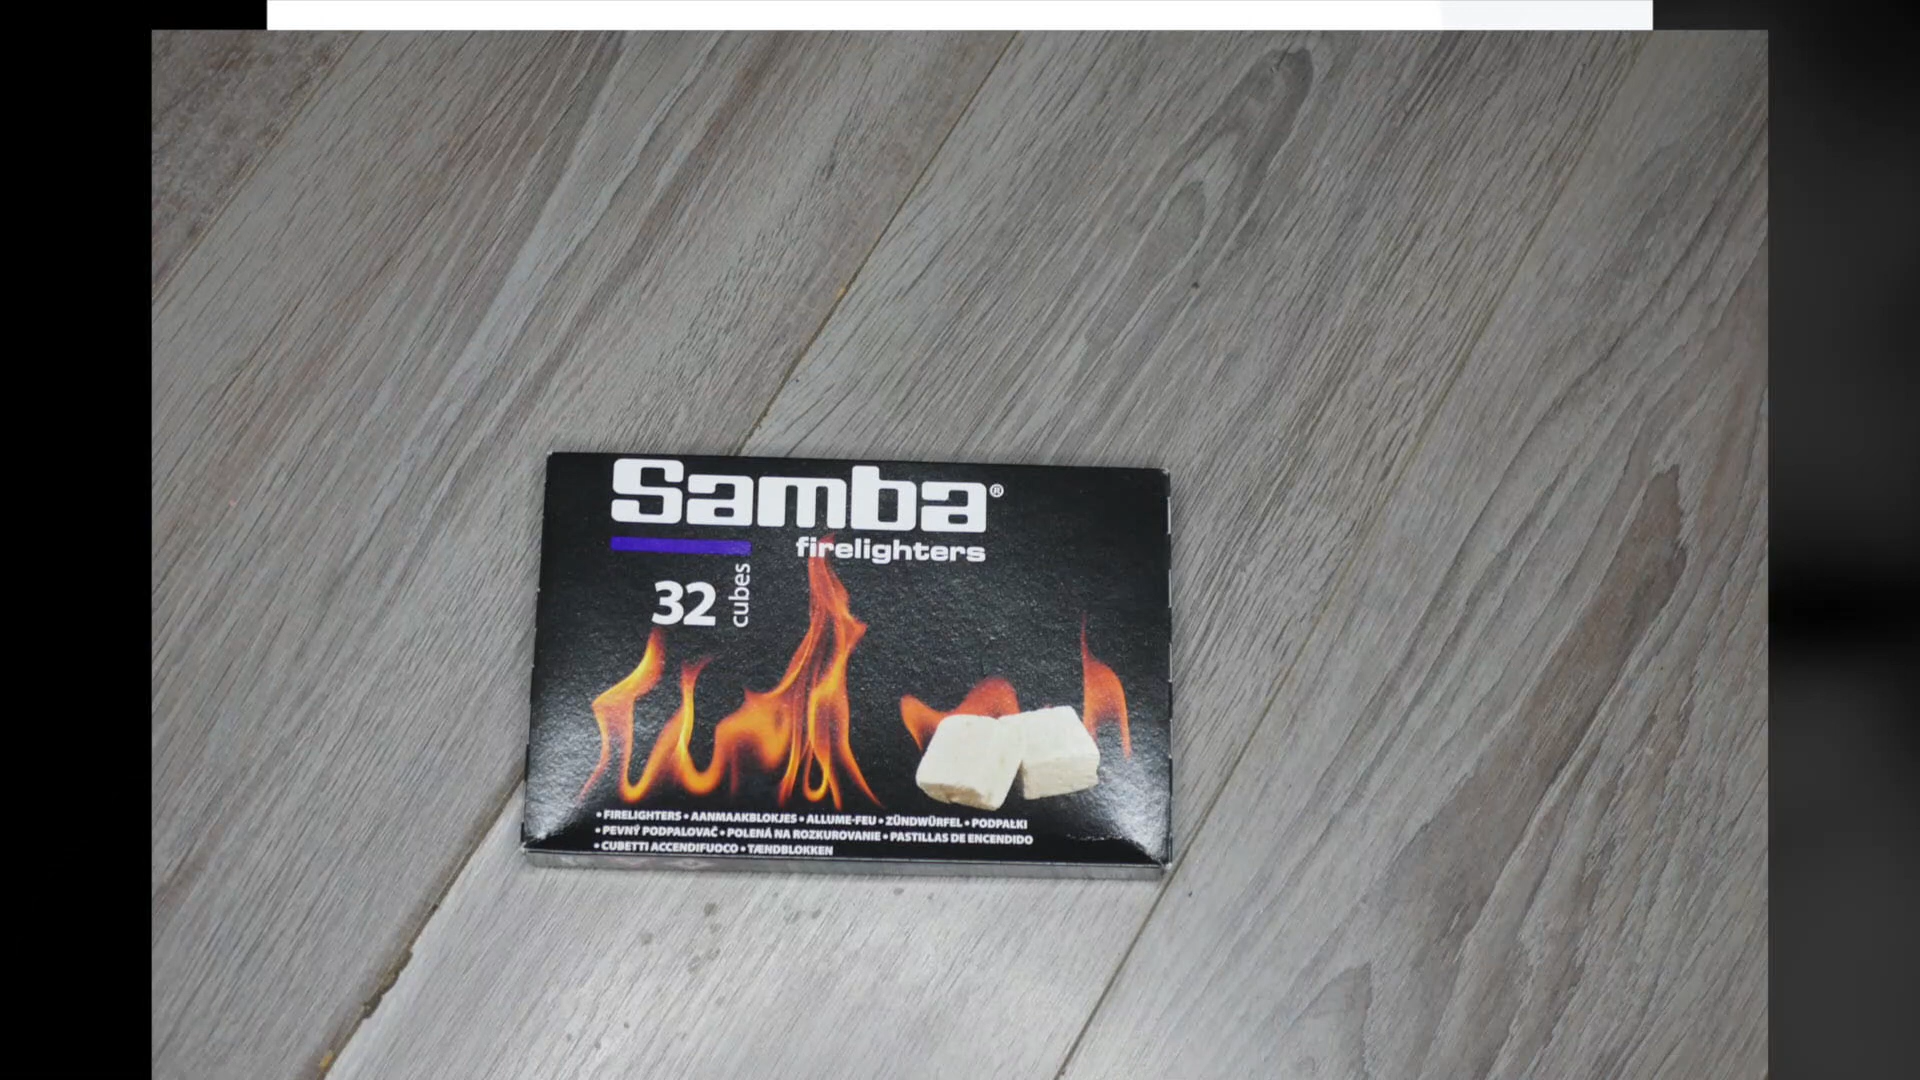 Samba®
firelighters
32 cubes
• FIRELIGHTERS • AANMAAKBLOKJES • ALLUME-FEU • ZÜNDWÜRFEL • PODPAŁKI
• PEVNÝ PODPALOVAČ • POLENÁ NA ROZKUROVANIE • PASTILLAS DE ENCENDIDO
• CUBETTI ACCENDIFUOCO • TÆNDBLOKKEN